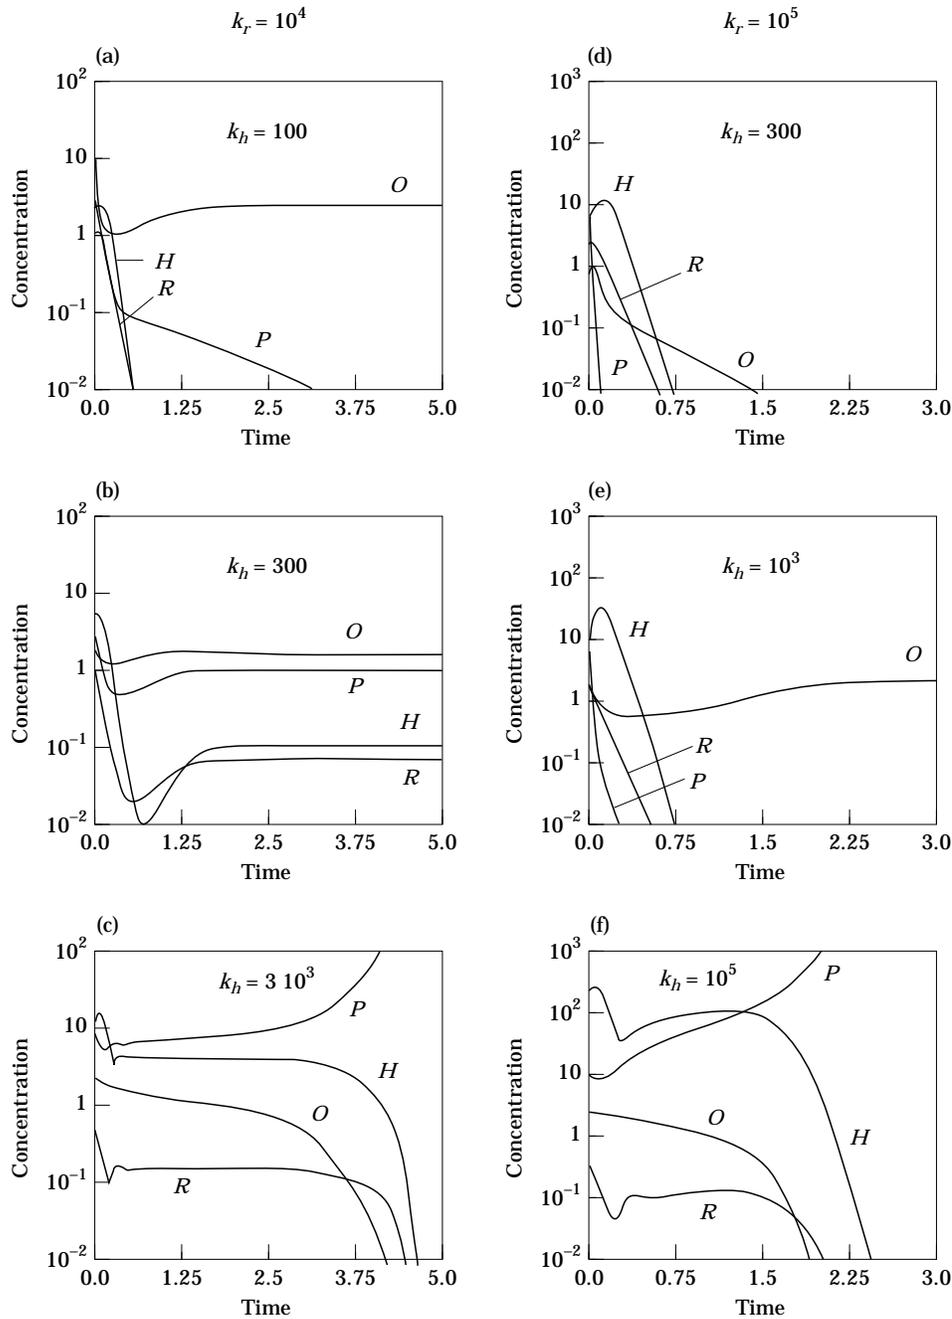 k_r = 10^4
k_r = 10^5
(a)
k_h = 100
10^2
10
1
10^−1
10^−2
Concentration
O
H
R
P
0.0 1.25 2.5 3.75 5.0
Time
(d)
k_h = 300
10^3
10^2
10
1
10^−1
10^−2
Concentration
H
R
P
O
0.0 0.75 1.5 2.25 3.0
Time
(b)
k_h = 300
10^2
10
1
10^−1
10^−2
Concentration
O
P
H
R
0.0 1.25 2.5 3.75 5.0
Time
(e)
k_h = 10^3
10^3
10^2
10
1
10^−1
10^−2
Concentration
H
O
R
P
0.0 0.75 1.5 2.25 3.0
Time
(c)
k_h = 3 10^3
10^2
10
1
10^−1
10^−2
Concentration
P
H
O
R
0.0 1.25 2.5 3.75 5.0
Time
(f)
k_h = 10^5
10^3
10^2
10
1
10^−1
10^−2
Concentration
P
O
H
R
0.0 0.75 1.5 2.25 3.0
Time